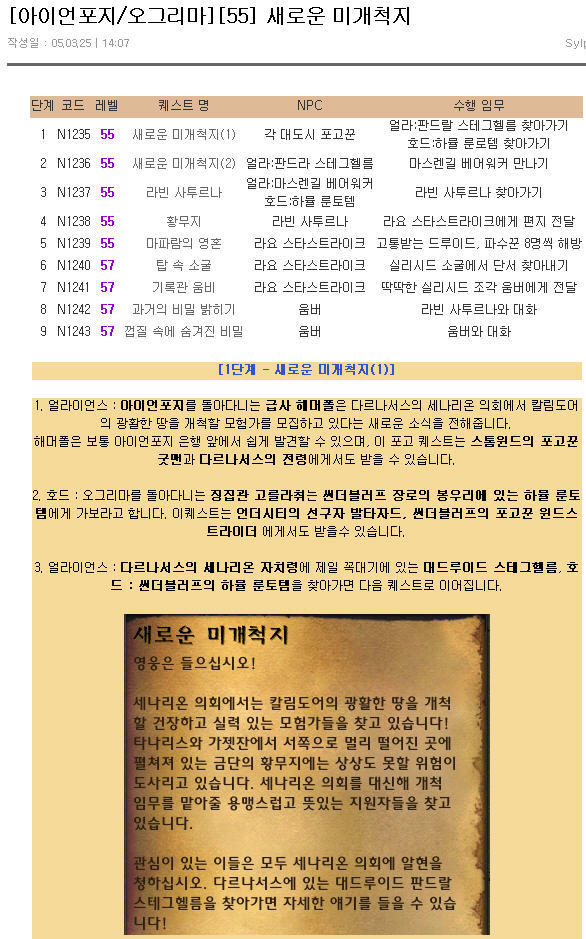 [아이언포지/오그리마][55] 새로운 미개척지
작성일 : 05.03.25 | 14:07 Sylp
단계 코드 레벨 퀘스트 명 NPC 수행 임무
1 N1235 55 새로운 미개척지(1) 각 대도시 포고꾼 얼라:판드랄 스테그헬름 찾아가기
호드:하뮬 룬로템 찾아가기
2 N1236 55 새로운 미개척지(2) 얼라:판드라 스테그헬름 마스렌길 베어워커 만나기
얼라:마스렌길 베어워커
3 N1237 55 라빈 사투르나 호드:하뮬 룬토템 라빈 사투르나 찾아가기
4 N1238 55 황무지 라빈 사투르나 라요 스타스트라이크에게 편지 전달
5 N1239 55 마파람의 영혼 라요 스타스트라이크 고통받는 드루이드, 파수꾼 8명씩 해방
6 N1240 57 탑 속 소굴 라요 스타스트라이크 실리시드 소굴에서 단서 찾아내기
7 N1241 57 기록관 움비 라요 스타스트라이크 딱딱한 실리시드 조각 움버에게 전달
8 N1242 57 과거의 비밀 밝히기 움버 라빈 사투르나와 대화
9 N1243 57 껍질 속에 숨겨진 비밀 움버 움버와 대화
[1단계 - 새로운 미개척지(1)]
1. 얼라이언스 : 아이언포지를 돌아다니는 급사 해머폴은 다르나서스의 세나리온 의회에서 칼림도어
의 광활한 땅을 개척할 모험가를 모집하고 있다는 새로운 소식을 전해줍니다.
해머폴은 보통 아이언포지 은행 앞에서 쉽게 발견할 수 있으며, 이 포고 퀘스트는 스톰윈드의 포고꾼
굿맨과 다르나서스의 전령에게서도 받을 수 있습니다.
2. 호드 : 오그리마를 돌아다니는 징집관 고를라취는 썬더블러프 장로의 봉우리에 있는 하뮬 룬토
템에게 가보라고 합니다. 이퀘스트는 언더시티의 선구자 발타자드, 썬더블러프의 포고꾼 윈드스
트라이더 에게서도 받을수 있습니다.
3. 얼라이언스 : 다르나서스의 세나리온 자치령에 제일 꼭대기에 있는 대드루이드 스테그헬름, 호
드 : 썬더블러프의 하뮬 룬토템을 찾아가면 다음 퀘스트로 이어집니다.
새로운 미개척지
영웅은 들으십시오!
세나리온 의회에서는 칼림도어의 광활한 땅을 개척
할 건장하고 실력 있는 모험가들을 찾고 있습니다!
타나리스와 가젯잔에서 서쪽으로 멀리 떨어진 곳에
펼쳐져 있는 금단의 황무지에는 상상도 못할 위험이
도사리고 있습니다. 세나리온 의회를 대신해 개척
임무를 맡아줄 용맹스럽고 뜻있는 지원자들을 찾고
있습니다.
관심이 있는 이들은 모두 세나리온 의회에 알현을
청하십시오. 다르나서스에 있는 대드루이드 판드랄
스테그헬름을 찾아가면 자세한 얘기를 들을 수 있습
니다!